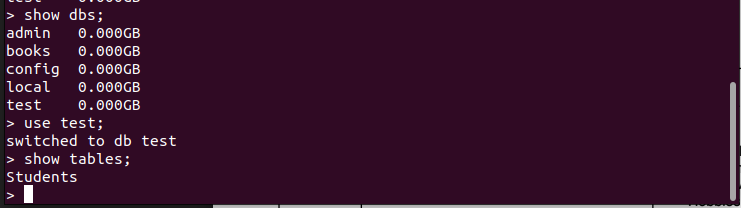 > show dbs;
admin   0.000GB
books   0.000GB
config  0.000GB
local   0.000GB
test    0.000GB
> use test;
switched to db test
> show tables;
Students
>